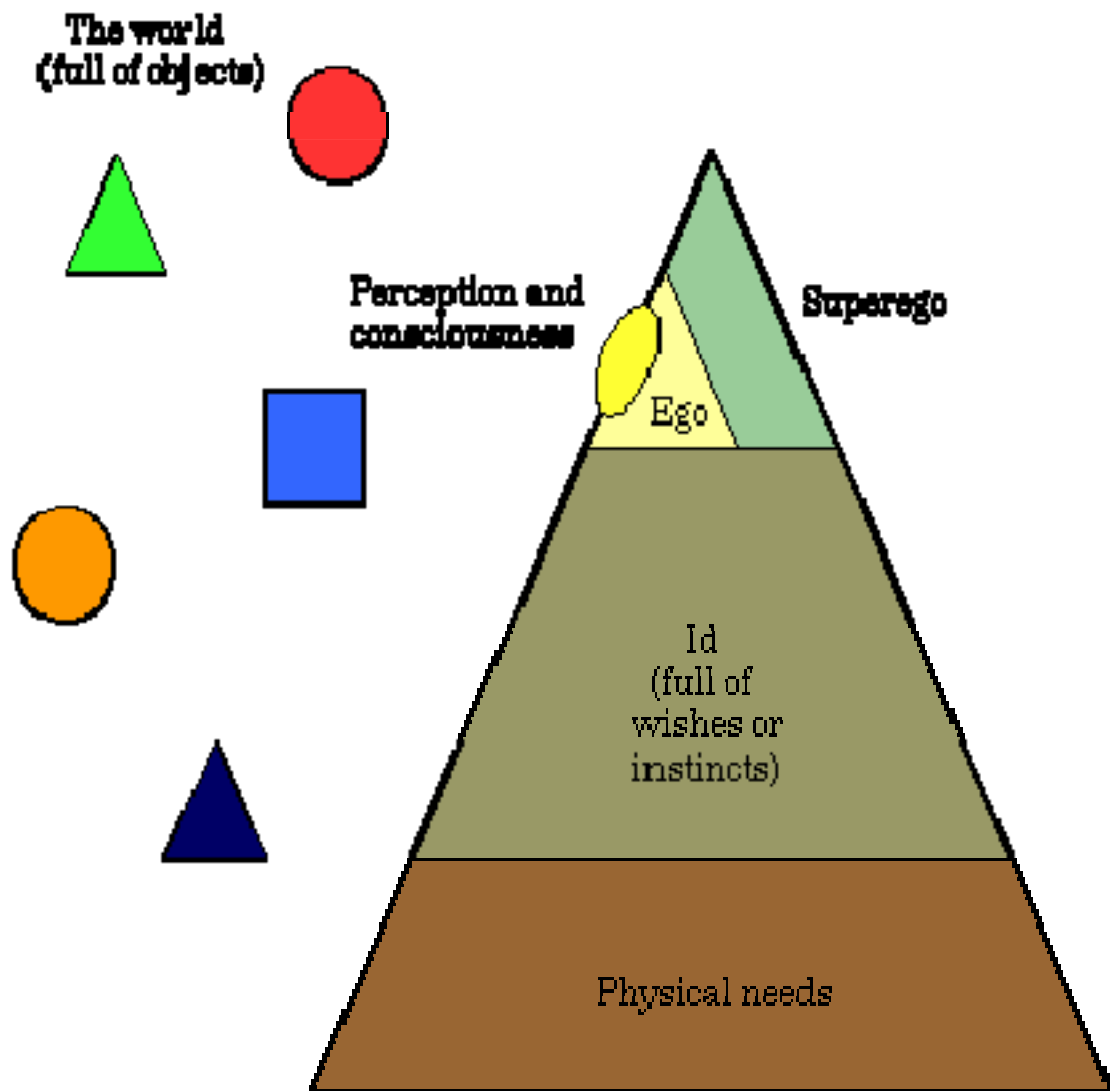 The world
(full of objects)
Perception and
consciousness
Superego
Ego
Id
(full of
wishes or
instincts)
Physical needs